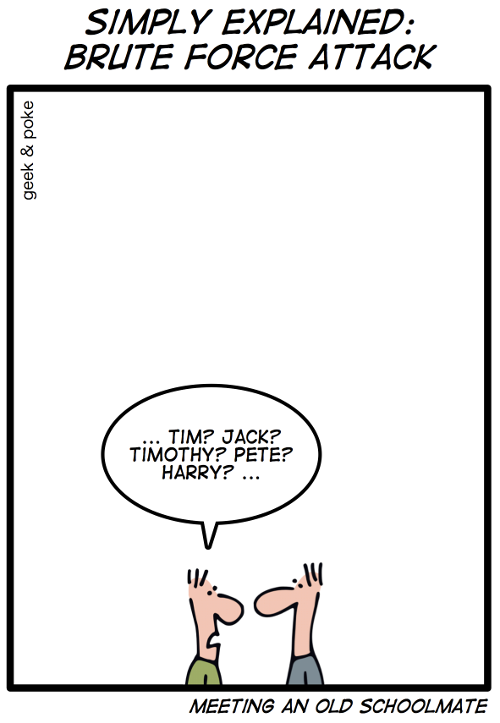 SIMPLY EXPLAINED:
BRUTE FORCE ATTACK
geek & poke
... TIM? JACK?
TIMOTHY? PETE?
HARRY? ...
MEETING AN OLD SCHOOLMATE